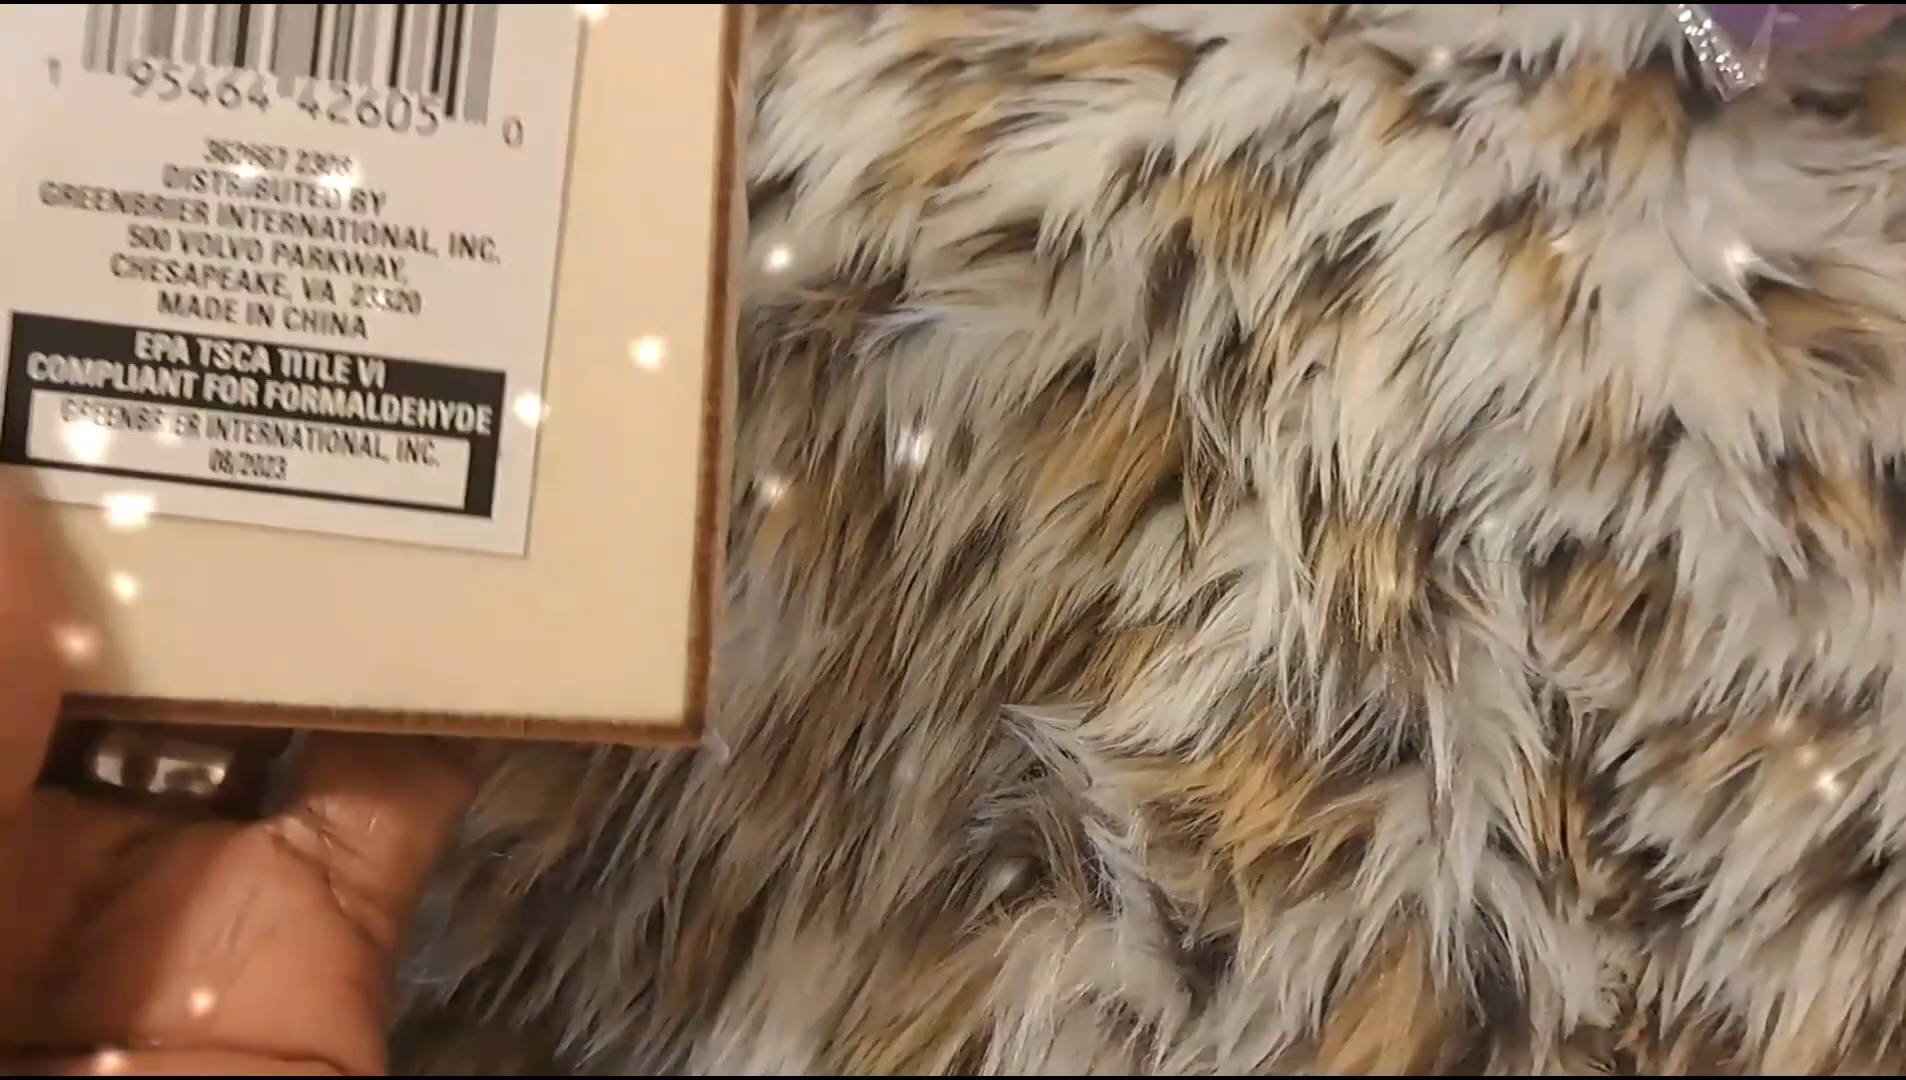 1 95464 42605 0
DISTRIBUTED BY
GREENBRIER INTERNATIONAL, INC.
500 VOLVO PARKWAY,
CHESAPEAKE, VA 23320
MADE IN CHINA
EPA TSCA TITLE VI
COMPLIANT FOR FORMALDEHYDE
GREENBRIER INTERNATIONAL, INC.
08/2023